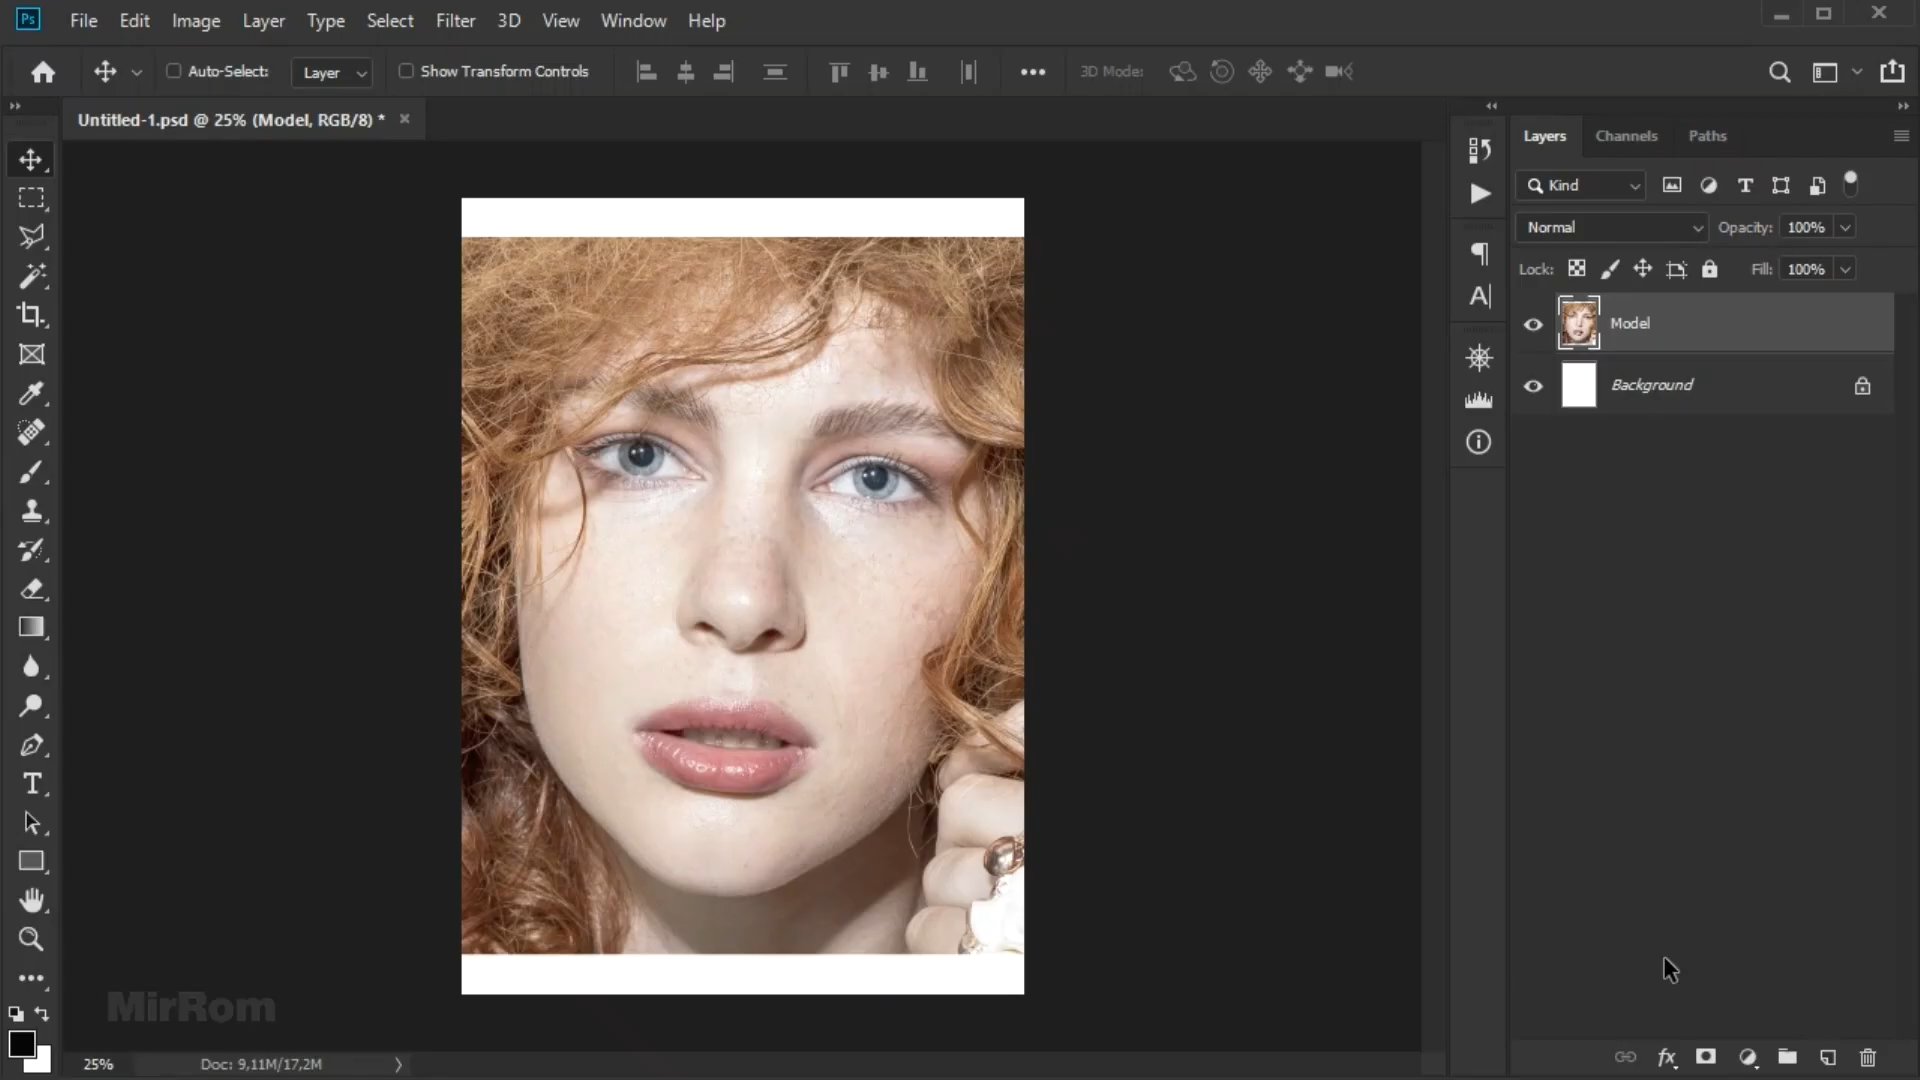 Ps File Edit Image Layer Type Select Filter 3D View Window Help
Auto-Select: Layer Show Transform Controls 3D Mode:
Untitled-1.psd @ 25% (Model, RGB/8) *
Layers Channels Paths
Kind
Normal Opacity: 100%
Lock: Fill: 100%
Model
Background
MirRom
25% Doc: 9,11M/17,2M